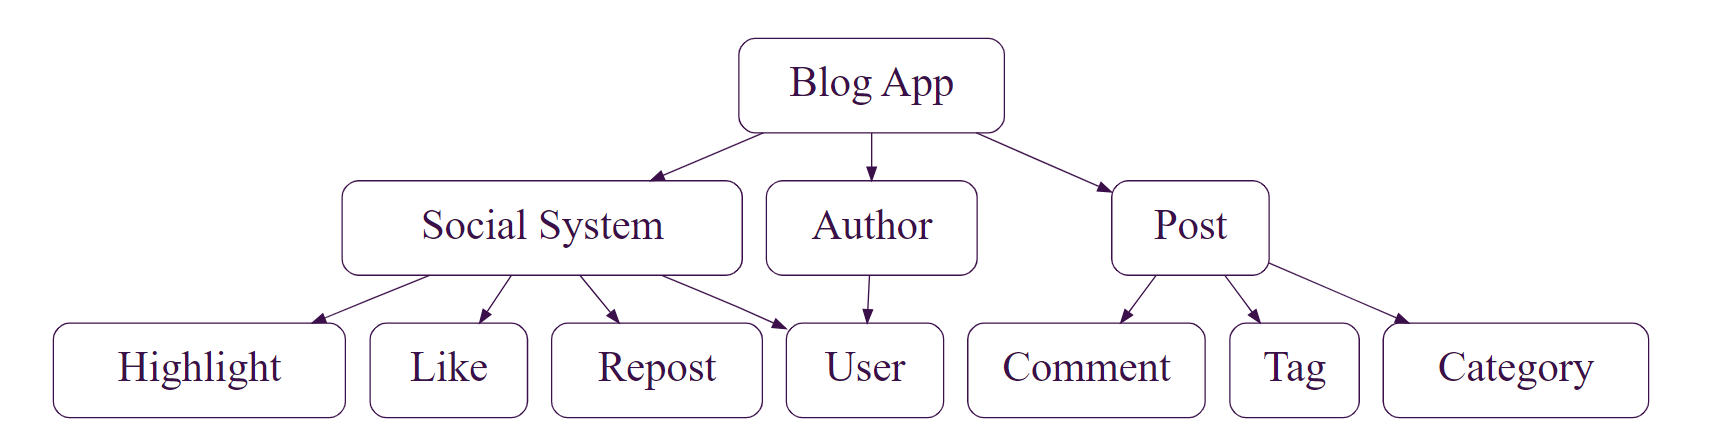 Blog App
Social System
Author
Post
Highlight
Like
Repost
User
Comment
Tag
Category